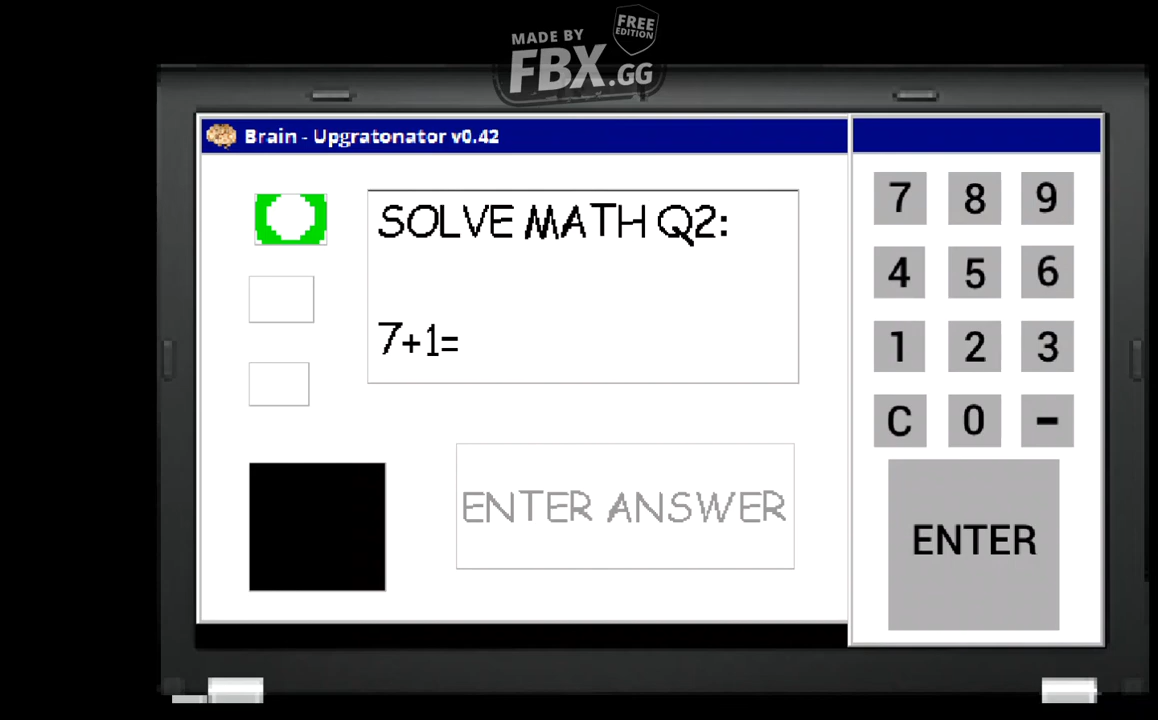 MADE BY
FREE
EDITION
FBX.GG
Brain - Upgratonator v0.42
SOLVE MATH Q2:
7+1=
ENTER ANSWER
7 8 9
4 5 6
1 2 3
C 0 -
ENTER